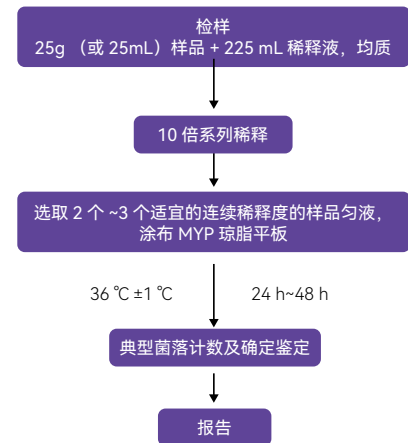 检样
25g （或 25mL）样品 + 225 mL 稀释液，均质
10 倍系列稀释
选取 2 个 ~3 个适宜的连续稀释度的样品匀液，
涂布 MYP 琼脂平板
36 ℃ ±1 ℃ 24 h~48 h
典型菌落计数及确定鉴定
报告